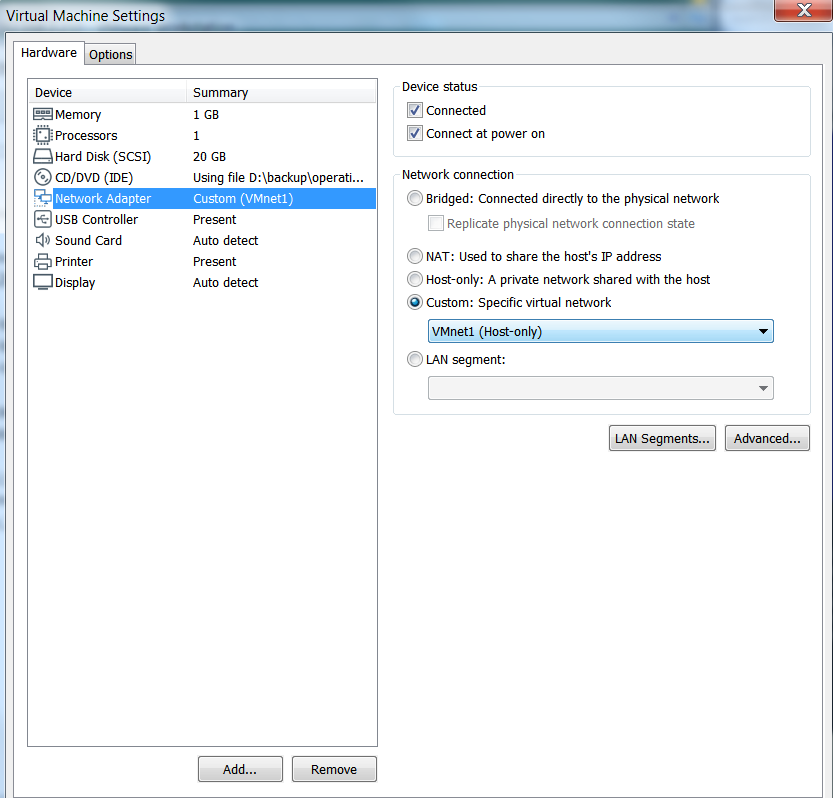 Virtual Machine Settings
Hardware
Options
Device Summary
Memory 1 GB
Processors 1
Hard Disk (SCSI) 20 GB
CD/DVD (IDE) Using file D:\backup\operati...
Network Adapter Custom (VMnet1)
USB Controller Present
Sound Card Auto detect
Printer Present
Display Auto detect
Add...
Remove
Device status
Connected
Connect at power on
Network connection
Bridged: Connected directly to the physical network
Replicate physical network connection state
NAT: Used to share the host's IP address
Host-only: A private network shared with the host
Custom: Specific virtual network
VMnet1 (Host-only)
LAN segment:
LAN Segments...
Advanced...